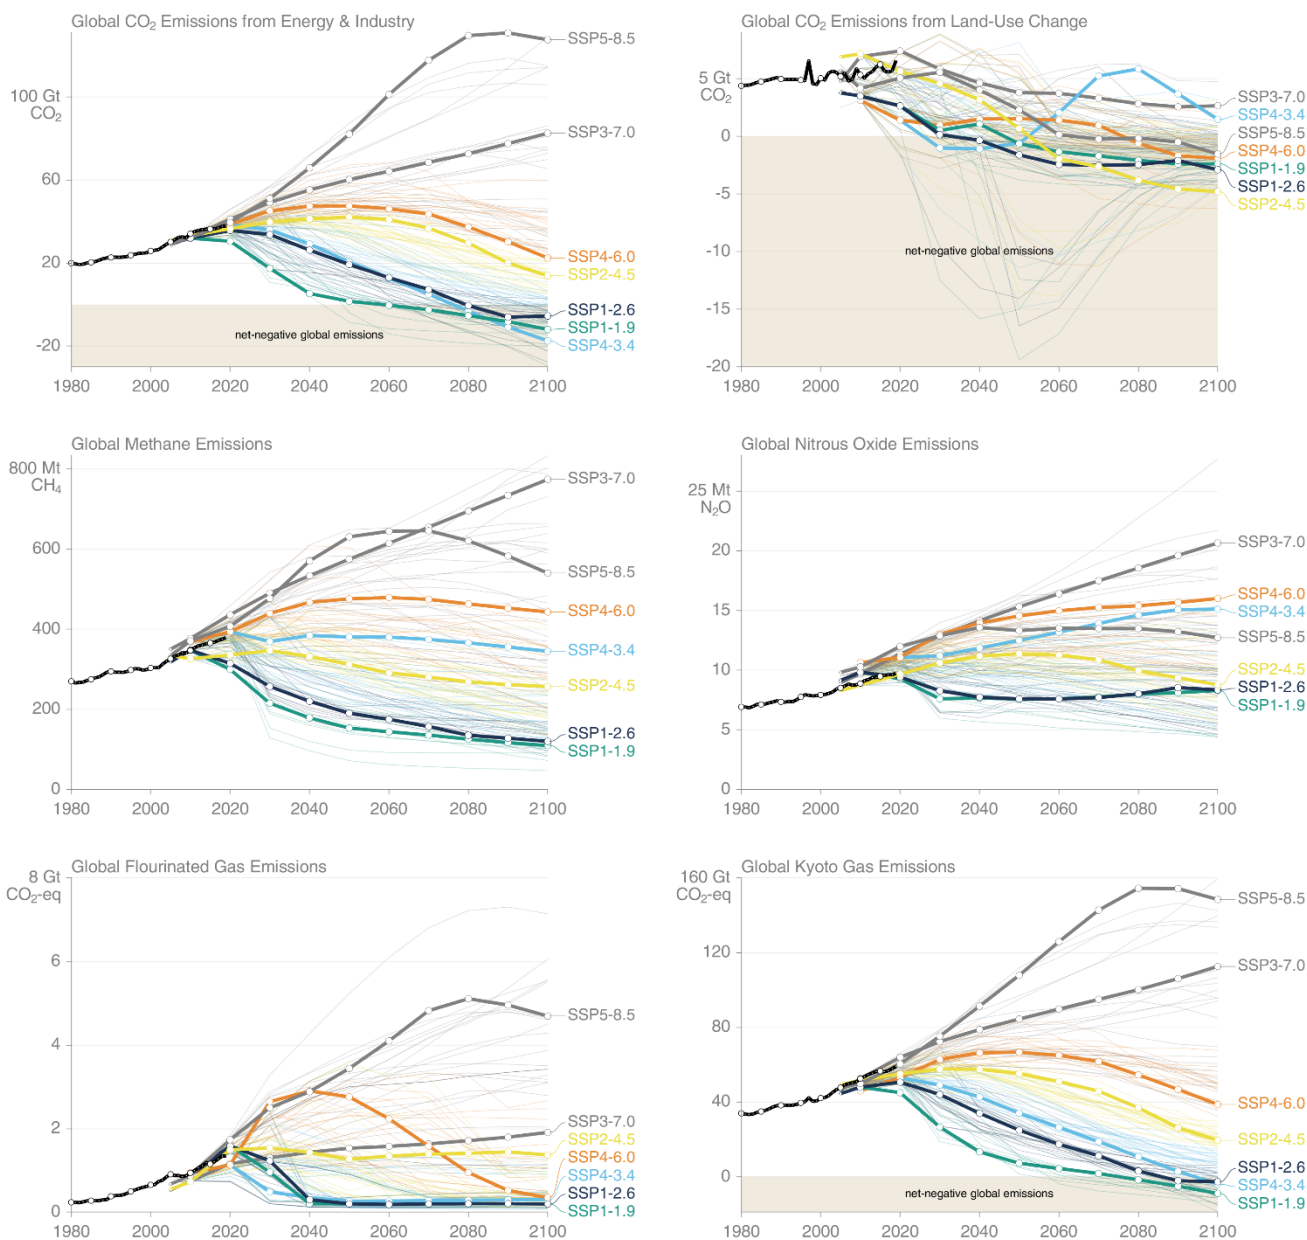 Global CO₂ Emissions from Energy & Industry
100 Gt
CO₂
60
20
-20
SSP5-8.5
SSP3-7.0
SSP4-6.0
SSP2-4.5
SSP1-2.6
SSP1-1.9
SSP4-3.4
net-negative global emissions
1980 2000 2020 2040 2060 2080 2100
Global CO₂ Emissions from Land-Use Change
5 Gt
CO₂
0
-5
-10
-15
-20
SSP3-7.0
SSP4-3.4
SSP5-8.5
SSP4-6.0
SSP1-1.9
SSP1-2.6
SSP2-4.5
net-negative global emissions
1980 2000 2020 2040 2060 2080 2100
Global Methane Emissions
800 Mt
CH₄
600
400
200
0
SSP3-7.0
SSP5-8.5
SSP4-6.0
SSP4-3.4
SSP2-4.5
SSP1-2.6
SSP1-1.9
1980 2000 2020 2040 2060 2080 2100
Global Nitrous Oxide Emissions
25 Mt
N₂O
20
15
10
5
0
SSP3-7.0
SSP4-6.0
SSP4-3.4
SSP5-8.5
SSP2-4.5
SSP1-2.6
SSP1-1.9
1980 2000 2020 2040 2060 2080 2100
Global Flourinated Gas Emissions
8 Gt
CO₂-eq
6
4
2
0
SSP5-8.5
SSP3-7.0
SSP2-4.5
SSP4-6.0
SSP4-3.4
SSP1-2.6
SSP1-1.9
1980 2000 2020 2040 2060 2080 2100
Global Kyoto Gas Emissions
160 Gt
CO₂-eq
120
80
40
0
SSP5-8.5
SSP3-7.0
SSP4-6.0
SSP2-4.5
SSP1-2.6
SSP4-3.4
SSP1-1.9
net-negative global emissions
1980 2000 2020 2040 2060 2080 2100